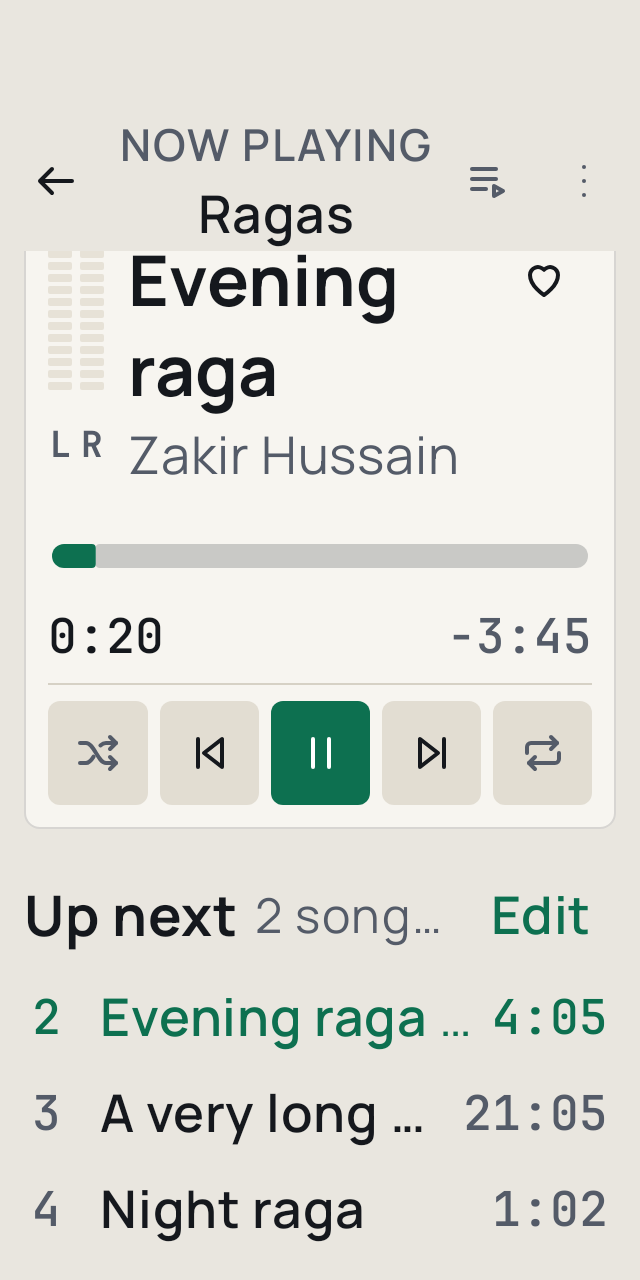 NOW PLAYING
Ragas
Evening
raga
L R
Zakir Hussain
0:20
-3:45
Up next 2 song… Edit
2 Evening raga … 4:05
3 A very long … 21:05
4 Night raga 1:02